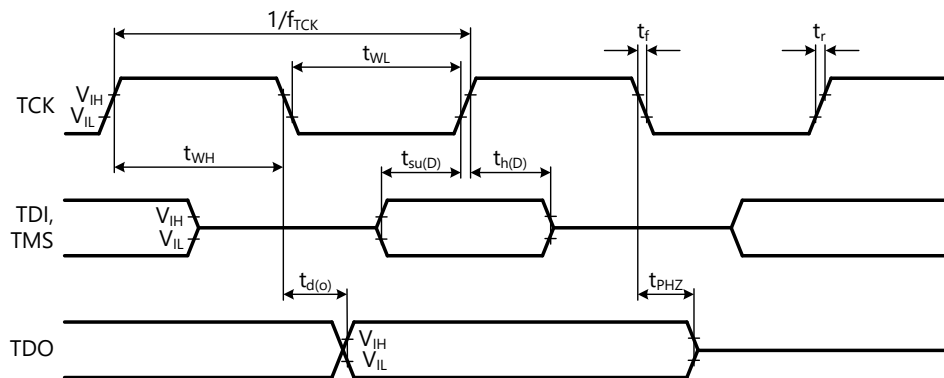 1/fTCK
tf
tr
tWL
TCK
VIH
VIL
tWH
tsu(D)
th(D)
TDI,
TMS
VIH
VIL
td(o)
tPHZ
TDO
VIH
VIL